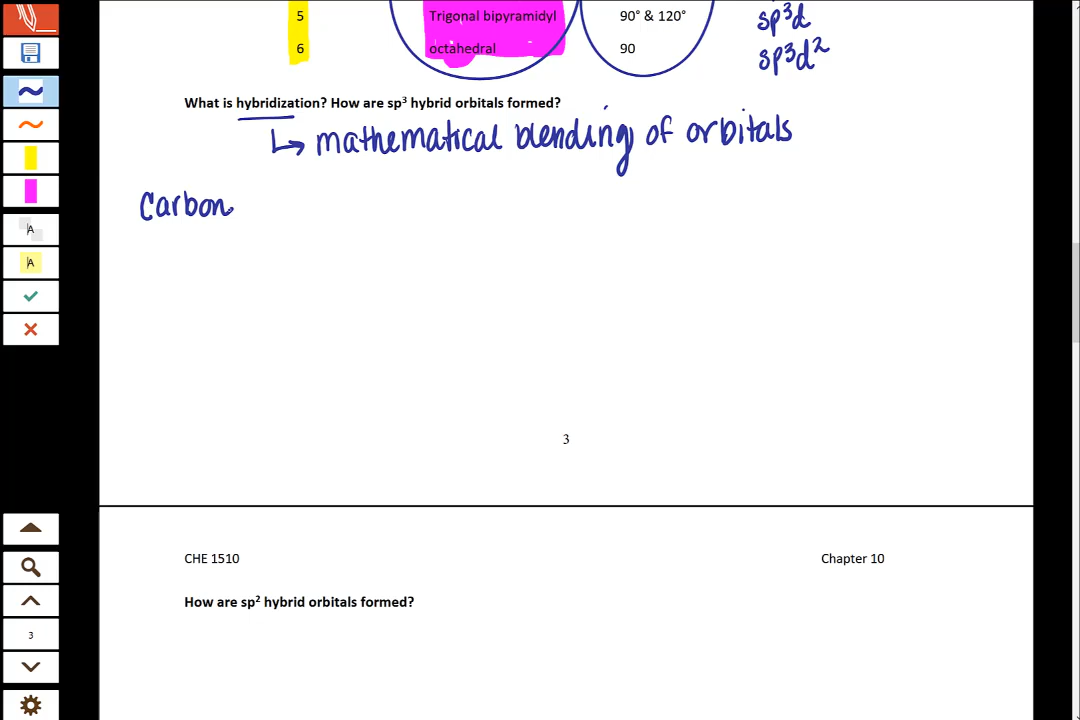 5 Trigonal bipyramidyl 90° & 120° sp³d
6 octahedral 90 sp³d²
What is hybridization? How are sp³ hybrid orbitals formed?
↳ mathematical blending of orbitals
Carbon
3
CHE 1510 Chapter 10
How are sp² hybrid orbitals formed?
A
A
3